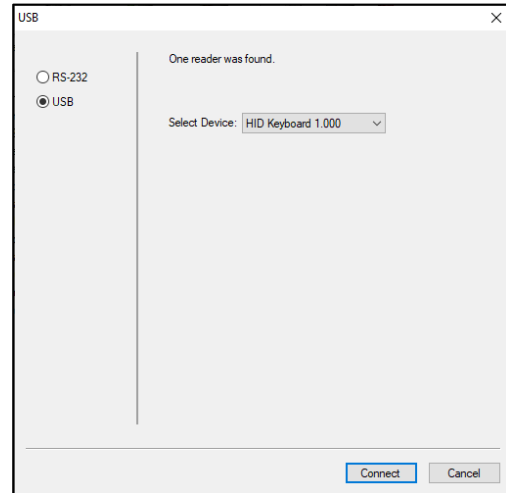 USB
RS-232
USB
One reader was found.
Select Device: HID Keyboard 1.000
Connect Cancel